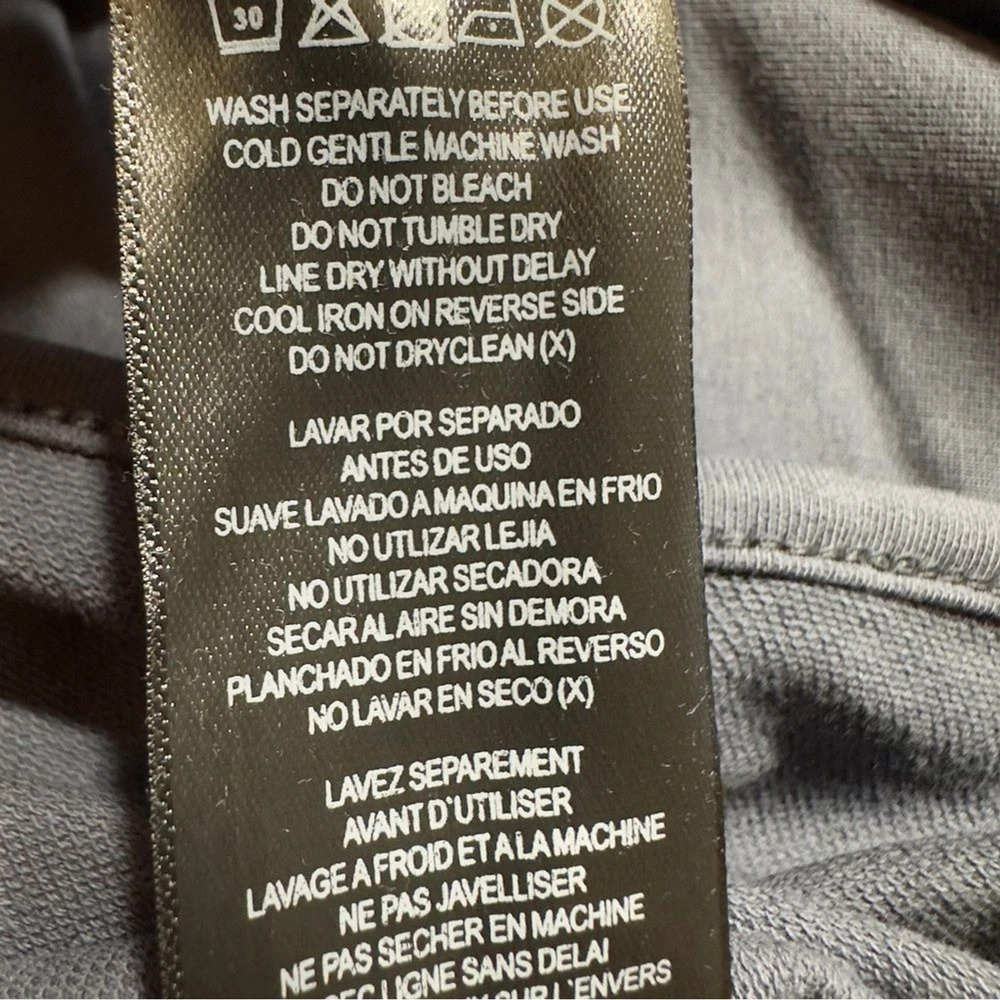 30
WASH SEPARATELY BEFORE USE
COLD GENTLE MACHINE WASH
DO NOT BLEACH
DO NOT TUMBLE DRY
LINE DRY WITHOUT DELAY
COOL IRON ON REVERSE SIDE
DO NOT DRYCLEAN (X)
LAVAR POR SEPARADO
ANTES DE USO
SUAVE LAVADO A MAQUINA EN FRIO
NO UTLIZAR LEJIA
NO UTILIZAR SECADORA
SECAR AL AIRE SIN DEMORA
PLANCHADO EN FRIO AL REVERSO
NO LAVAR EN SECO (X)
LAVEZ SEPAREMENT
AVANT D'UTILISER
LAVAGE A FROID ET A LA MACHINE
NE PAS JAVELLISER
NE PAS SECHER EN MACHINE
LIGNE SANS DELAI
SUR L'ENVERS